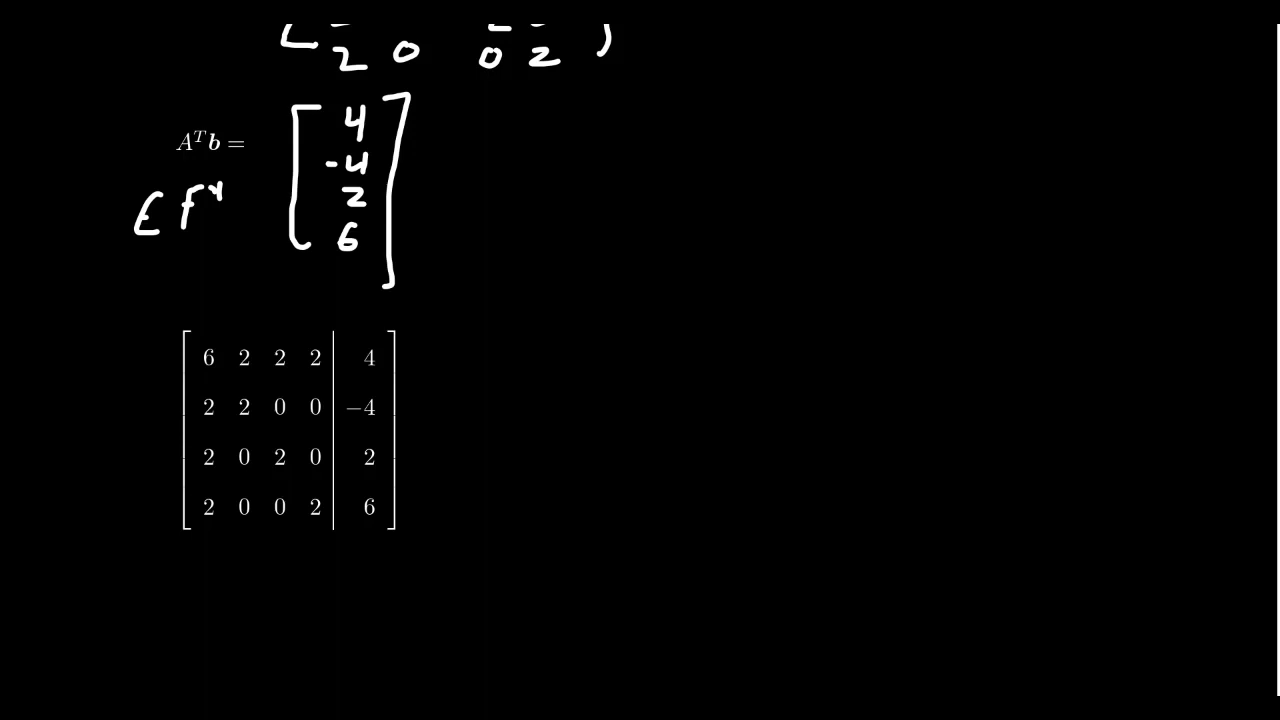 2 0 0 2
A^T b = [ 4
-4
2
6 ]
E F^4
6 2 2 2 | 4
2 2 0 0 | −4
2 0 2 0 | 2
2 0 0 2 | 6